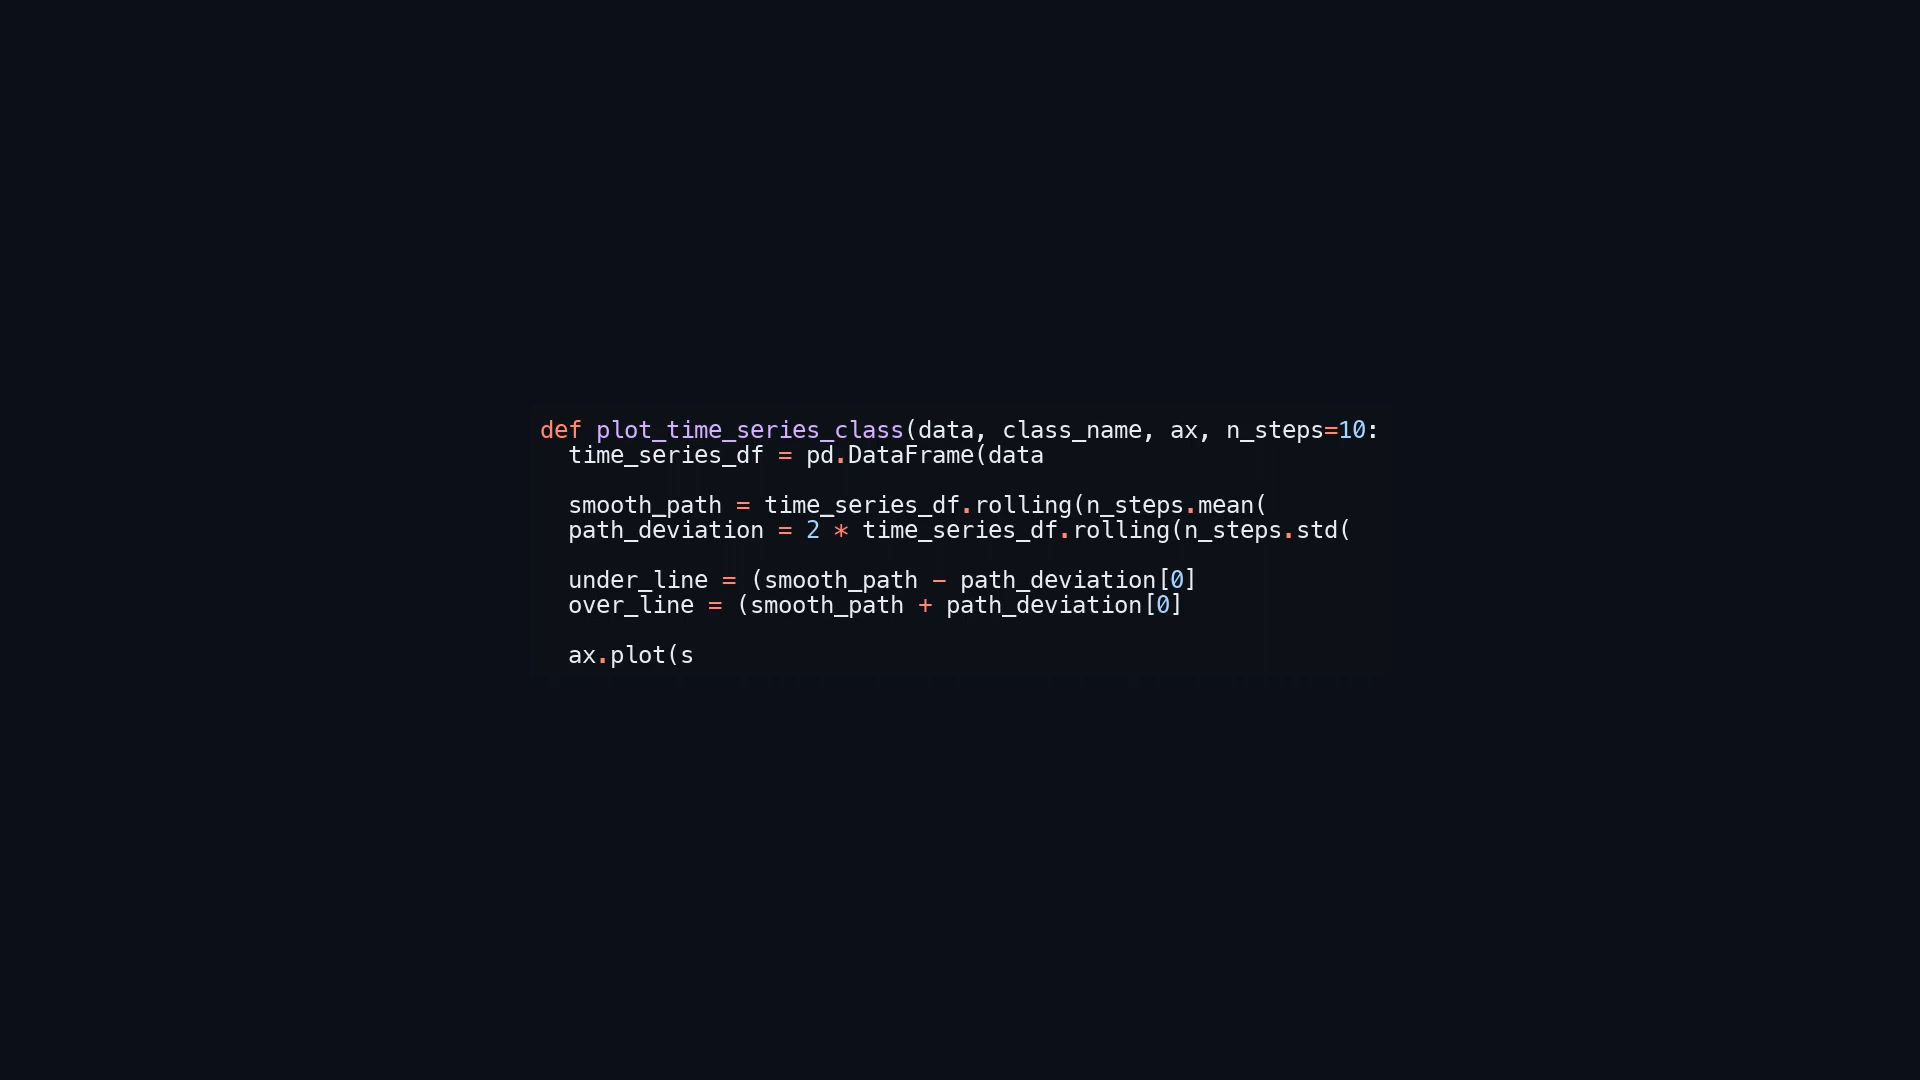 def plot_time_series_class(data, class_name, ax, n_steps=10:
  time_series_df = pd.DataFrame(data
  smooth_path = time_series_df.rolling(n_steps.mean(
  path_deviation = 2 * time_series_df.rolling(n_steps.std(
  under_line = (smooth_path - path_deviation[0]
  over_line = (smooth_path + path_deviation[0]
  ax.plot(s